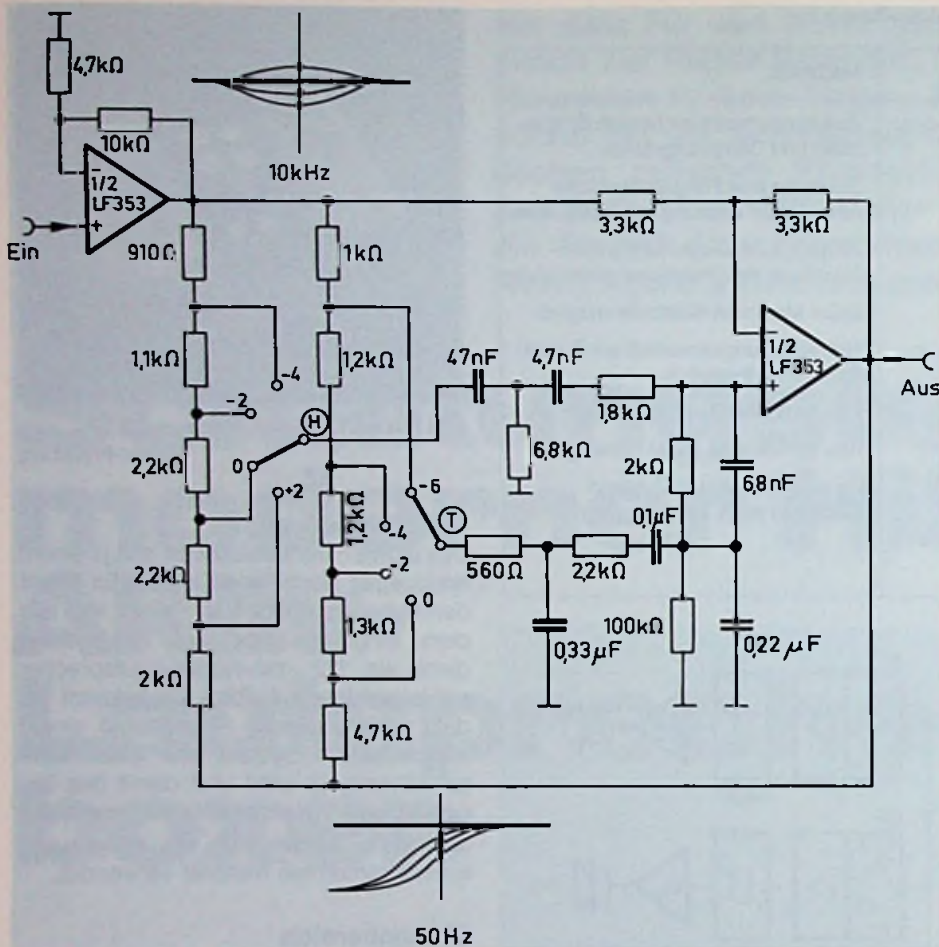 4,7kΩ
10kΩ
10kHz
−
1/2
LF353
+
Ein
910Ω
1kΩ
3,3kΩ
3,3kΩ
1,1kΩ
1,2kΩ
-4
-2
H
2,2kΩ
0
+2
4,7nF
6,8kΩ
1,8kΩ
−
1/2
LF353
+
Aus
2kΩ
6,8nF
-6
T
1,2kΩ
-4
-2
0
560Ω
2,2kΩ
0,1µF
2,2kΩ
1,3kΩ
0,33µF
100kΩ
0,22µF
2kΩ
4,7kΩ
50Hz